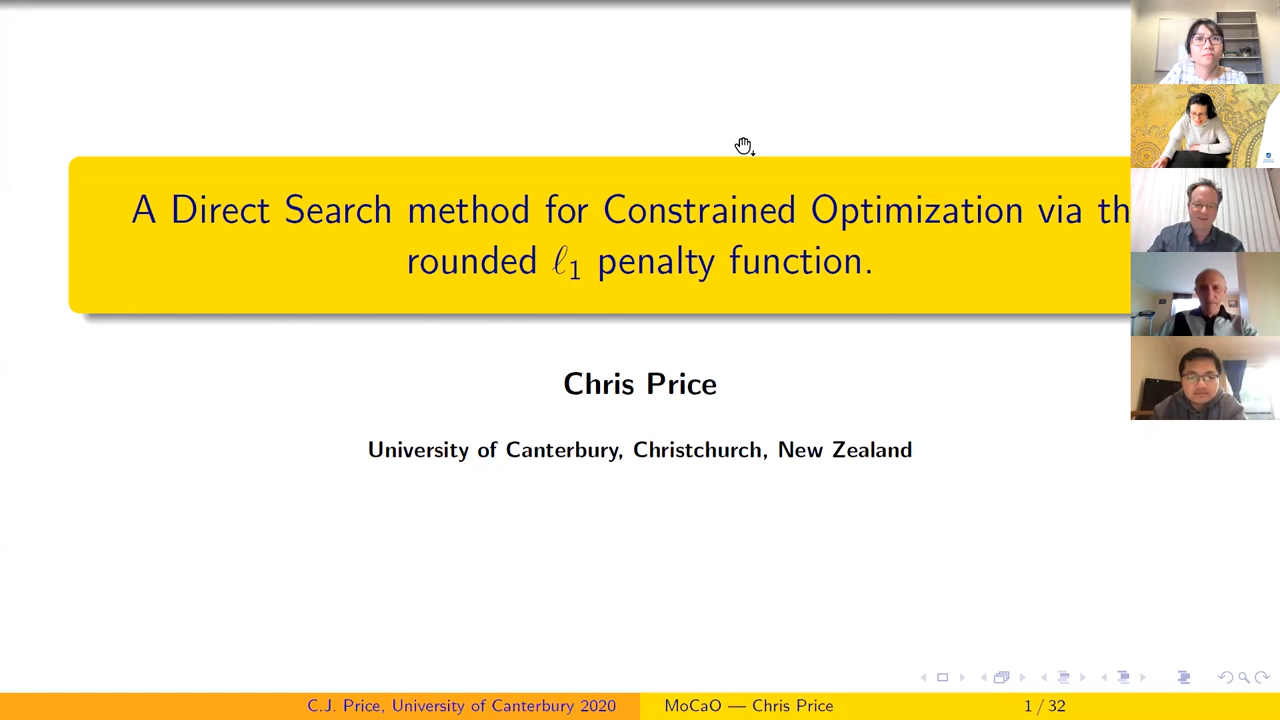 A Direct Search method for Constrained Optimization via th
rounded ℓ1 penalty function.
Chris Price
University of Canterbury, Christchurch, New Zealand
C.J. Price, University of Canterbury 2020
MoCaO — Chris Price
1 / 32